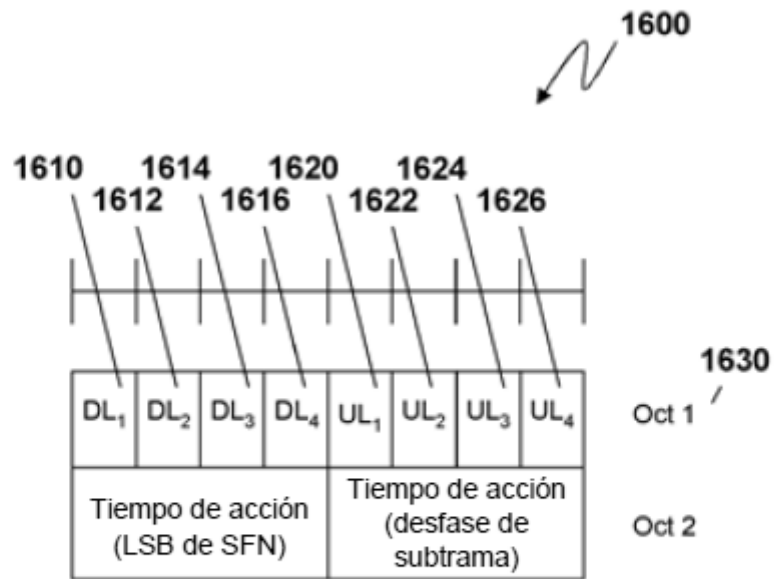 1600
1610 1614 1620 1624
1612 1616 1622 1626
1630
DL₁ DL₂ DL₃ DL₄ UL₁ UL₂ UL₃ UL₄ Oct 1
Tiempo de acción
(LSB de SFN)
Tiempo de acción
(desfase de
subtrama)
Oct 2